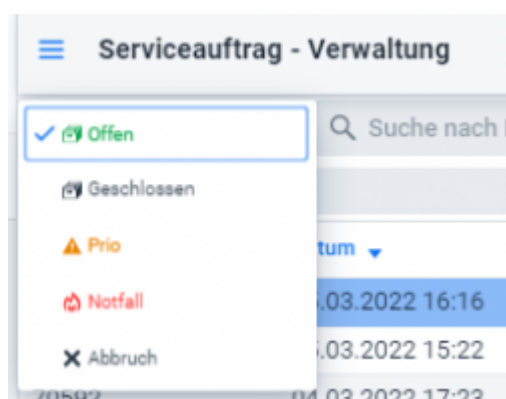 Serviceauftrag - Verwaltung
Offen
Suche nach
Geschlossen
Prio
tum
Notfall
.03.2022 16:16
Abbruch
.03.2022 15:22
70592
04.03.2022 17:23